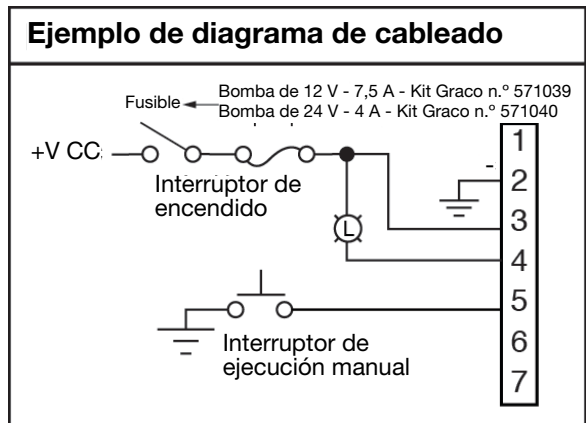 Ejemplo de diagrama de cableado
Bomba de 12 V - 7,5 A - Kit Graco n.º 571039
Fusible
Bomba de 24 V - 4 A - Kit Graco n.º 571040
+V CC
Interruptor de
encendido
L
-
1
2
3
4
5
6
7
Interruptor de
ejecución manual